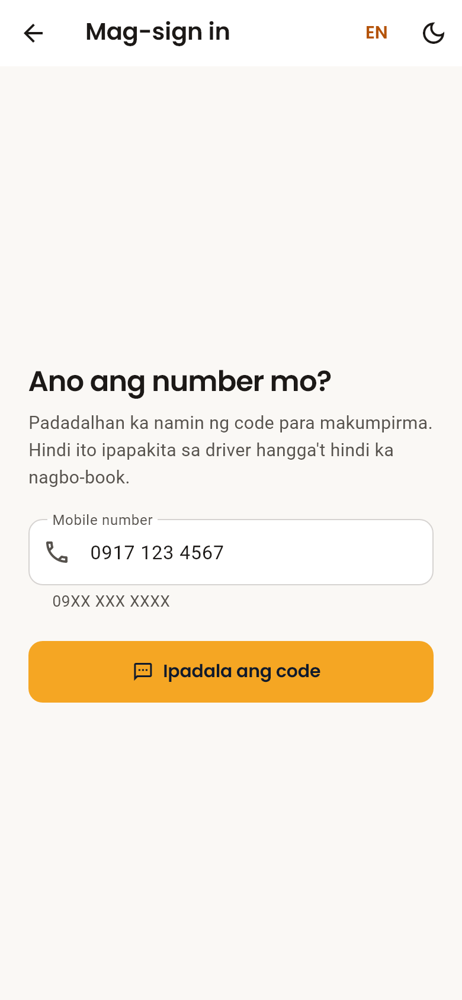 Mag-sign in
EN
Ano ang number mo?
Padadalhan ka namin ng code para makumpirma.
Hindi ito ipapakita sa driver hangga't hindi ka
nagbo-book.
Mobile number
0917 123 4567
09XX XXX XXXX
Ipadala ang code